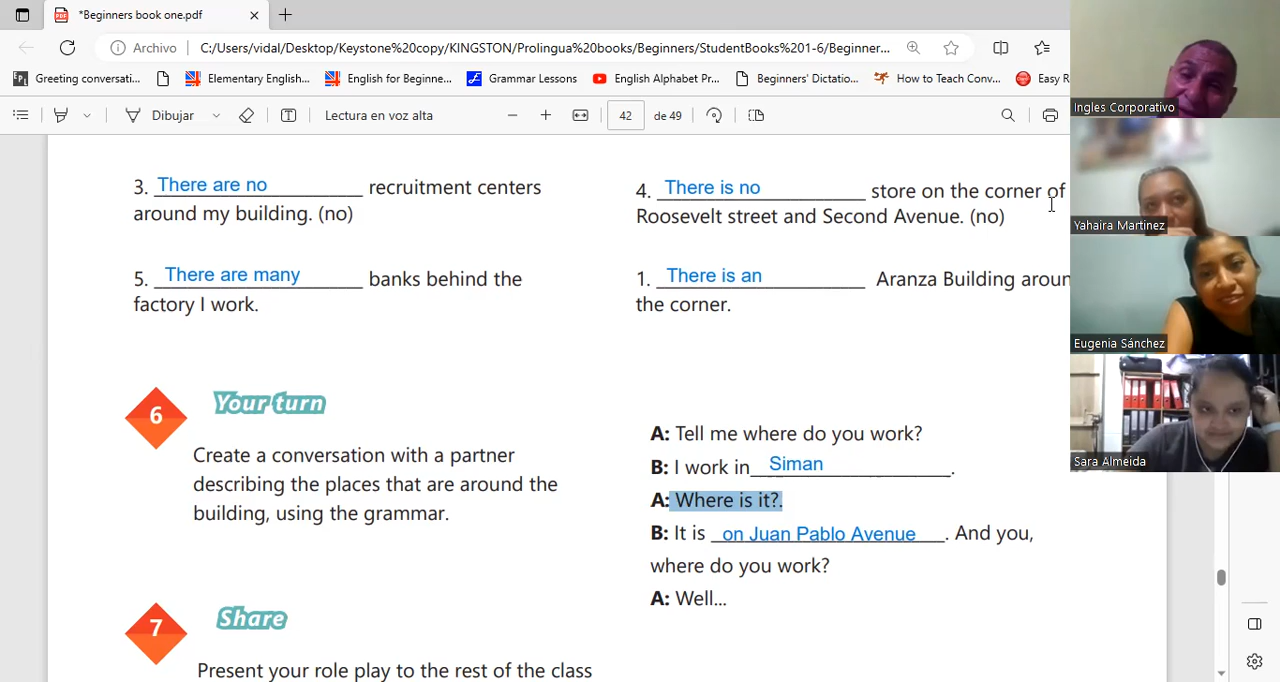 *Beginners book one.pdf
Archivo
C:/Users/vidal/Desktop/Keystone%20copy/KINGSTON/Prolingua%20books/Beginners/StudentBooks%201-6/Beginner...
Greeting conversati...
Elementary English...
English for Beginne...
Grammar Lessons
English Alphabet Pr...
Beginners' Dictatio...
How to Teach Conv...
Easy R
Dibujar
Lectura en voz alta
42
de 49
3. There are no recruitment centers
around my building. (no)
4. There is no store on the corner of
Roosevelt street and Second Avenue. (no)
5. There are many banks behind the
factory I work.
1. There is an Aranza Building aroun
the corner.
6
Your turn
Create a conversation with a partner
describing the places that are around the
building, using the grammar.
A: Tell me where do you work?
B: I work in Siman.
A: Where is it?.
B: It is on Juan Pablo Avenue. And you,
where do you work?
A: Well...
7
Share
Present your role play to the rest of the class
Ingles Corporativo
Yahaira Martinez
Eugenia Sánchez
Sara Almeida